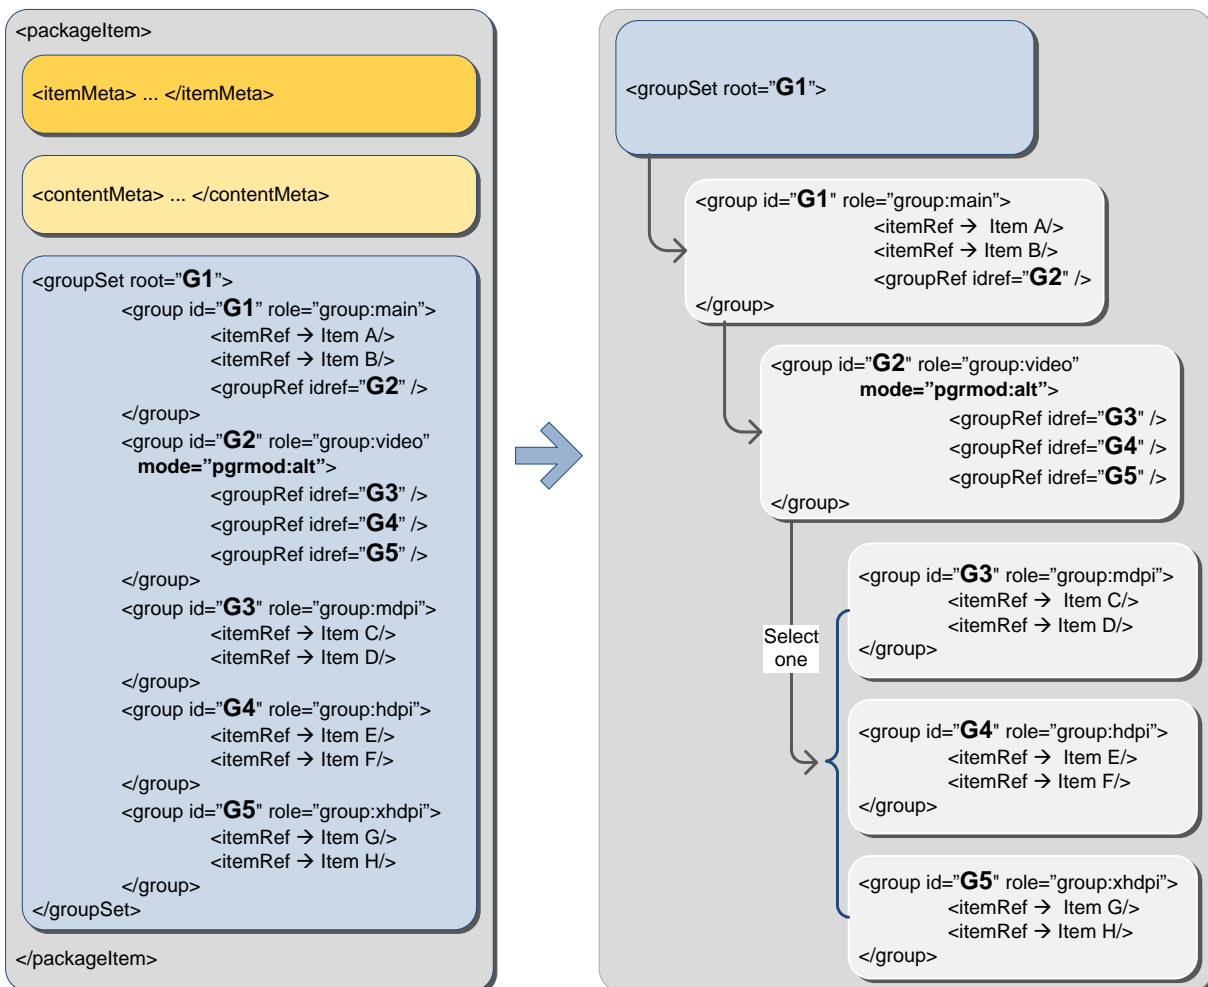 <packageItem>
<itemMeta> ... </itemMeta>
<contentMeta> ... </contentMeta>
<groupSet root=”G1”>
<group id=”G1” role=”group:main”>
<itemRef → Item A/>
<itemRef → Item B/>
<groupRef idref=”G2” />
</group>
<group id=”G2” role=”group:video”
mode=”pgrmod:alt”>
<groupRef idref=”G3” />
<groupRef idref=”G4” />
<groupRef idref=”G5” />
</group>
<group id=”G3” role=”group:mdpi”>
<itemRef → Item C/>
<itemRef → Item D/>
</group>
<group id=”G4” role=”group:hdpi”>
<itemRef → Item E/>
<itemRef → Item F/>
</group>
<group id=”G5” role=”group:xhdpi”>
<itemRef → Item G/>
<itemRef → Item H/>
</group>
</groupSet>
</packageItem>
<groupSet root=”G1”>
<group id=”G1” role=”group:main”>
<itemRef → Item A/>
<itemRef → Item B/>
<groupRef idref=”G2” />
</group>
<group id=”G2” role=”group:video”
mode=”pgrmod:alt”>
<groupRef idref=”G3” />
<groupRef idref=”G4” />
<groupRef idref=”G5” />
</group>
Select
one
<group id=”G3” role=”group:mdpi”>
<itemRef → Item C/>
<itemRef → Item D/>
</group>
<group id=”G4” role=”group:hdpi”>
<itemRef → Item E/>
<itemRef → Item F/>
</group>
<group id=”G5” role=”group:xhdpi”>
<itemRef → Item G/>
<itemRef → Item H/>
</group>